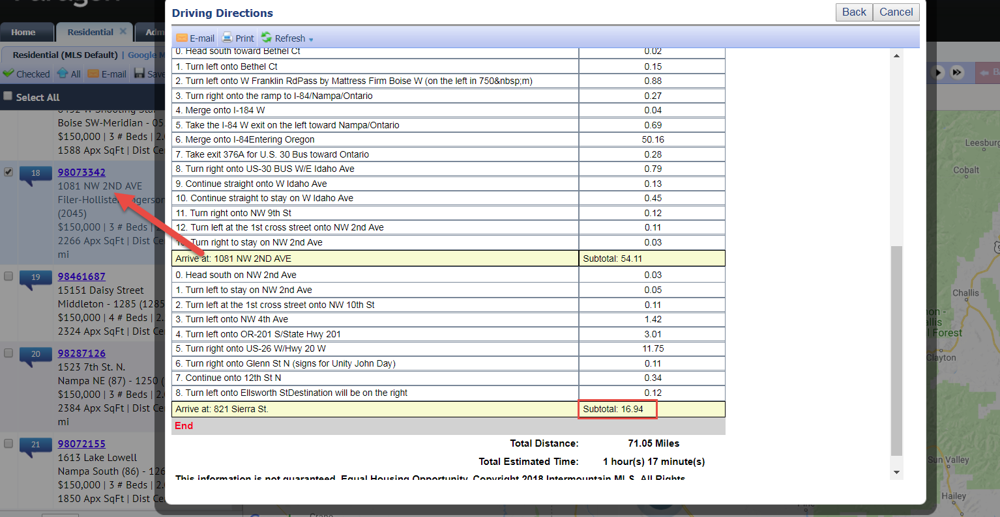 Paragon
Home
Residential
Adm
Residential (MLS Default) | Google M
Checked
All
E-mail
Save
Select All
Boise SW-Meridian - 05
$150,000 | 3 # Beds | 2.
1588 Apx SqFt | Dist Ce
18
98073342
1081 NW 2ND AVE
Filer-Hollister-Rogerson
(2045)
$150,000 | 3 # Beds | 2
2266 Apx SqFt | Dist Ce
mi
19
98461687
15151 Daisy Street
Middleton - 1285 (1285
$150,000 | 4 # Beds | 2.
2324 Apx SqFt | Dist Ce
20
98287126
1523 7th St. N.
Nampa NE (87) - 1250 (
$150,000 | 3 # Beds | 2.
2384 Apx SqFt | Dist Ce
mi
21
98072155
1613 Lake Lowell
Nampa South (86) - 126
$150,000 | 3 # Beds | 2.
1850 Apx SqFt | Dist Ce
Driving Directions
Back
Cancel
E-mail
Print
Refresh
0. Head south toward Bethel Ct 0.02
1. Turn left onto Bethel Ct 0.15
2. Turn left onto W Franklin RdPass by Mattress Firm Boise W (on the left in 750&nbsp;m) 0.88
3. Turn right onto the ramp to I-84/Nampa/Ontario 0.27
4. Merge onto I-184 W 0.04
5. Take the I-84 W exit on the left toward Nampa/Ontario 0.69
6. Merge onto I-84Entering Oregon 50.16
7. Take exit 376A for U.S. 30 Bus toward Ontario 0.28
8. Turn right onto US-30 BUS W/E Idaho Ave 0.79
9. Continue straight onto W Idaho Ave 0.13
10. Continue straight to stay on W Idaho Ave 0.45
11. Turn right onto NW 9th St 0.12
12. Turn left at the 1st cross street onto NW 2nd Ave 0.11
13. Turn right to stay on NW 2nd Ave 0.03
Arrive at: 1081 NW 2ND AVE Subtotal: 54.11
0. Head south on NW 2nd Ave 0.03
1. Turn left to stay on NW 2nd Ave 0.05
2. Turn left at the 1st cross street onto NW 10th St 0.11
3. Turn left onto NW 4th Ave 1.42
4. Turn left onto OR-201 S/State Hwy 201 3.01
5. Turn right onto US-26 W/Hwy 20 W 11.75
6. Turn right onto Glenn St N (signs for Unity John Day) 0.11
7. Continue onto 12th St N 0.34
8. Turn left onto Ellsworth StDestination will be on the right 0.12
Arrive at: 821 Sierra St. Subtotal: 16.94
End
Total Distance: 71.05 Miles
Total Estimated Time: 1 hour(s) 17 minute(s)
This information is not guaranteed. Equal Housing Opportunity. Copyright 2018 Intermountain MLS. All Rights
B
Leesburg
Cobalt
Challis
Forest
Clayton
Sun Valley
Hailey